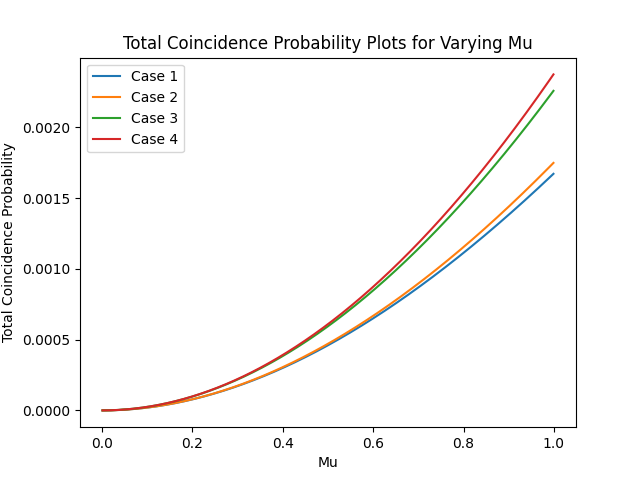 Total Coincidence Probability Plots for Varying Mu
Case 1
Case 2
Case 3
Case 4
Total Coincidence Probability
0.0020
0.0015
0.0010
0.0005
0.0000
0.0
0.2
0.4
0.6
0.8
1.0
Mu